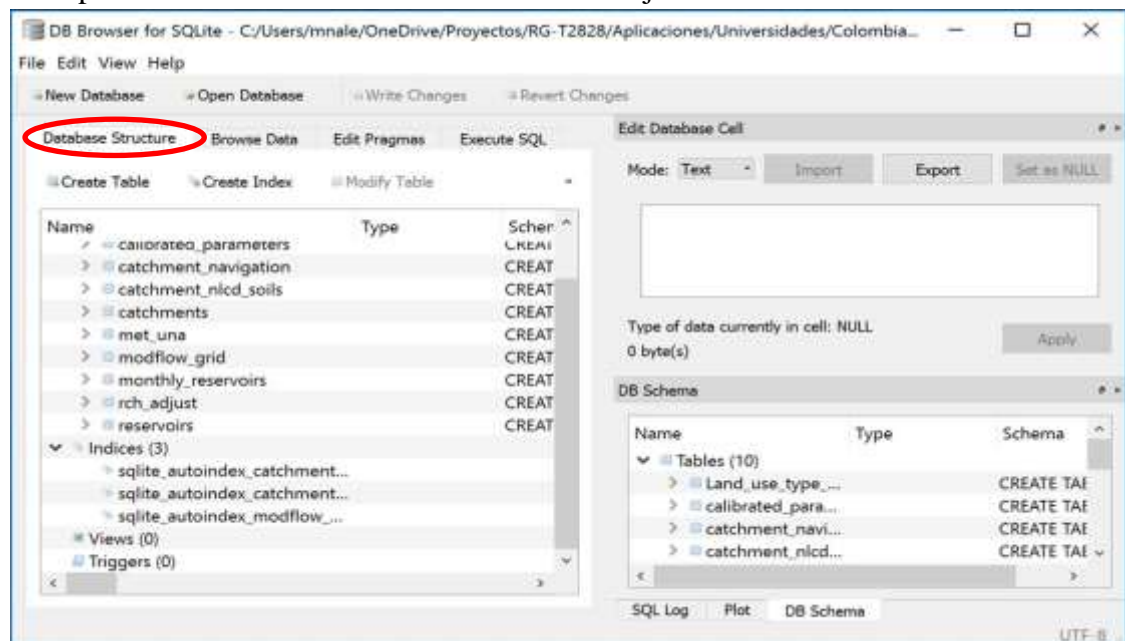 DB Browser for SQLite - C:/Users/mnale/OneDrive/Proyectos/RG-T2828/Aplicaciones/Universidades/Colombia...
File Edit View Help
New Database Open Database Write Changes Revert Changes
Database Structure Browse Data Edit Pragmas Execute SQL
Create Table Create Index Modify Table
Name Type Scher
calibrated_parameters CREAT
catchment_navigation CREAT
catchment_nlcd_soils CREAT
catchments CREAT
met_una CREAT
modflow_grid CREAT
monthly_reservoirs CREAT
rch_adjust CREAT
reservoirs CREAT
Indices (3)
sqlite_autoindex_catchment...
sqlite_autoindex_catchment...
sqlite_autoindex_modflow_...
Views (0)
Triggers (0)
Edit Database Cell
Mode: Text Import Export Set as NULL
Type of data currently in cell: NULL
0 byte(s)
Apply
DB Schema
Name Type Schema
Tables (10)
Land_use_type_... CREATE TAE
calibrated_para... CREATE TAE
catchment_navi... CREATE TAE
catchment_nlcd... CREATE TAE
SQL Log Plot DB Schema
UTF-8